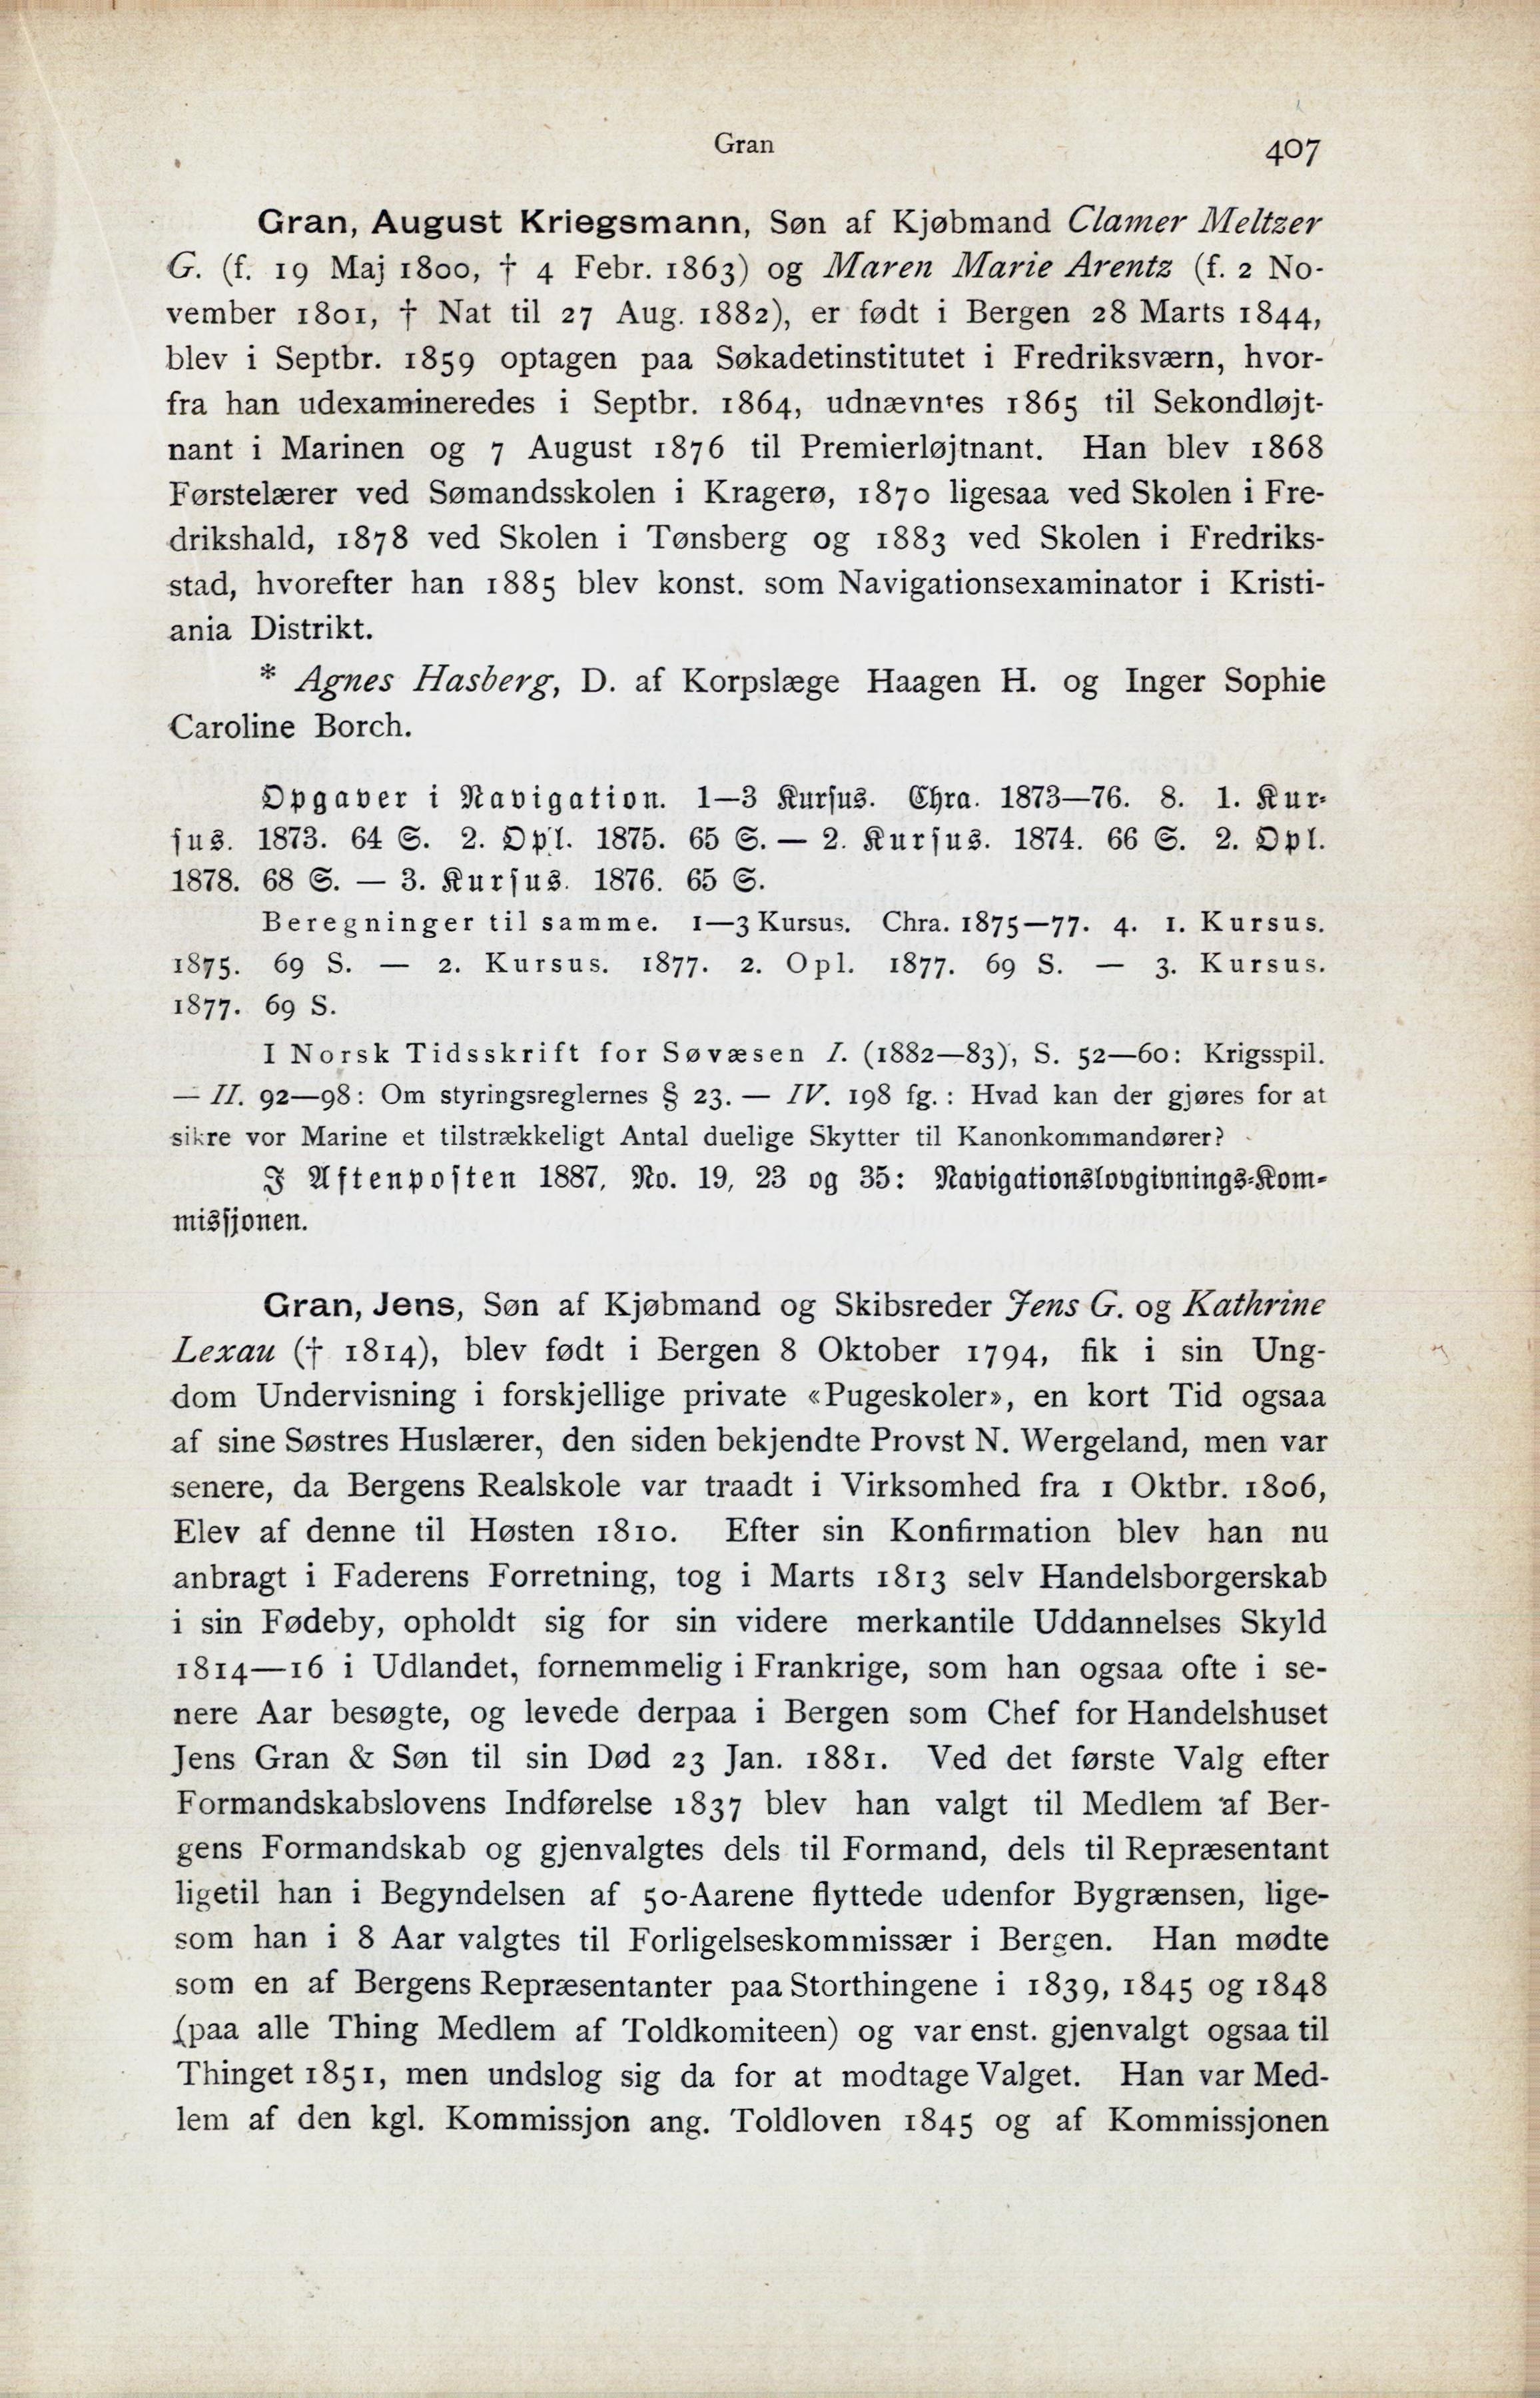 Gran
407
Gran, August Kriegsmann, Søn af Kjøbmand Clamer Meltzer
G. (f. 19 Maj 1800, † 4 Febr. 1863) og Maren Marie Arentz (f. 2 No-
vember 1801, † Nat til 27 Aug. 1882), er født i Bergen 28 Marts 1844,
blev i Septbr. 1859 optagen paa Søkadetinstitutet i Fredriksværn, hvor-
fra han udexamineredes i Septbr. 1864, udnævntes 1865 til Sekondløjt-
nant i Marinen og 7 August 1876 til Premierløjtnant. Han blev 1868
Førstelærer ved Sømandsskolen i Kragerø, 1870 ligesaa ved Skolen i Fre-
drikshald, 1878 ved Skolen i Tønsberg og 1883 ved Skolen i Fredriks-
stad, hvorefter han 1885 blev konst. som Navigationsexaminator i Kristi-
ania Distrikt.
* Agnes Hasberg, D. af Korpslæge Haagen H. og Inger Sophie
Caroline Borch.
Opgaver i Navigation. 1—3 Kursus. Chra. 1873—76. 8. 1. Kur-
sus. 1873. 64 S. 2. Opl. 1875. 65 S. — 2. Kursus. 1874. 66 S. 2. Opl.
1878. 68 S. — 3. Kursus. 1876. 65 S.
Beregninger til samme. 1—3 Kursus. Chra. 1875—77. 4. 1. Kursus.
1875. 69 S. — 2. Kursus. 1877. 2. Opl. 1877. 69 S. — 3. Kursus.
1877. 69 S.
I Norsk Tidsskrift for Søvæsen I. (1882—83), S. 52—60: Krigsspil.
— II. 92—98: Om styringsreglernes § 23. — IV. 198 fg.: Hvad kan der gjøres for at
sikre vor Marine et tilstrækkeligt Antal duelige Skytter til Kanonkommandører?
I Aftenposten 1887, No. 19, 23 og 35: Navigationslovgivnings-Kom-
missjonen.
Gran, Jens, Søn af Kjøbmand og Skibsreder Jens G. og Kathrine
Lexau († 1814), blev født i Bergen 8 Oktober 1794, fik i sin Ung-
dom Undervisning i forskjellige private «Pugeskoler», en kort Tid ogsaa
af sine Søstres Huslærer, den siden bekjendte Provst N. Wergeland, men var
senere, da Bergens Realskole var traadt i Virksomhed fra 1 Oktbr. 1806,
Elev af denne til Høsten 1810. Efter sin Konfirmation blev han nu
anbragt i Faderens Forretning, tog i Marts 1813 selv Handelsborgerskab
i sin Fødeby, opholdt sig for sin videre merkantile Uddannelses Skyld
1814—16 i Udlandet, fornemmelig i Frankrige, som han ogsaa ofte i se-
nere Aar besøgte, og levede derpaa i Bergen som Chef for Handelshuset
Jens Gran & Søn til sin Død 23 Jan. 1881. Ved det første Valg efter
Formandskabslovens Indførelse 1837 blev han valgt til Medlem af Ber-
gens Formandskab og gjenvalgtes dels til Formand, dels til Repræsentant
ligetil han i Begyndelsen af 50-Aarene flyttede udenfor Bygrænsen, lige-
som han i 8 Aar valgtes til Forligelseskommissær i Bergen. Han mødte
som en af Bergens Repræsentanter paa Storthingene i 1839, 1845 og 1848
(paa alle Thing Medlem af Toldkomiteen) og var enst. gjenvalgt ogsaa til
Thinget 1851, men undslog sig da for at modtage Valget. Han var Med-
lem af den kgl. Kommissjon ang. Toldloven 1845 og af Kommissjonen